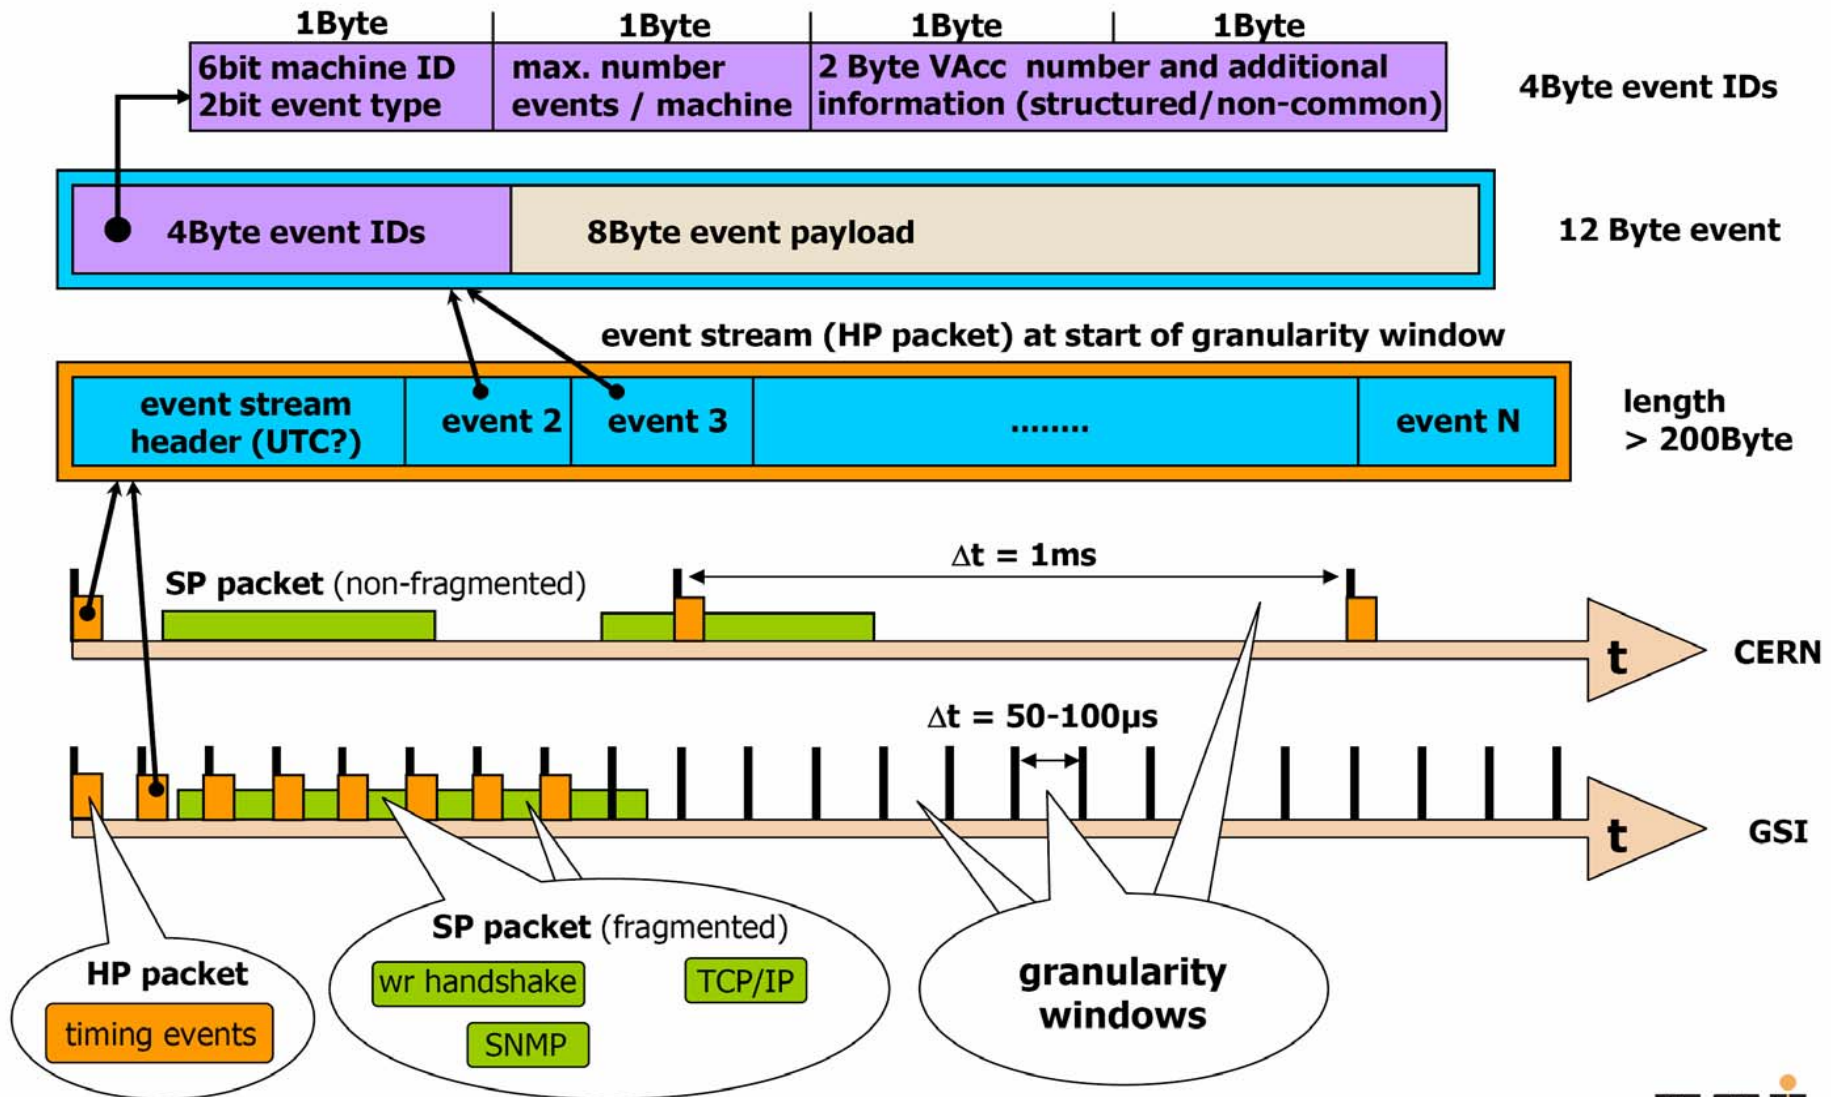 1Byte 1Byte 1Byte 1Byte
6bit machine ID
2bit event type
max. number
events / machine
2 Byte VAcc number and additional
information (structured/non-common)
4Byte event IDs
4Byte event IDs
8Byte event payload
12 Byte event
event stream (HP packet) at start of granularity window
event stream
header (UTC?)
event 2
event 3
........
event N
length
> 200Byte
Δt = 1ms
SP packet (non-fragmented)
t
CERN
Δt = 50-100µs
t
GSI
HP packet
timing events
SP packet (fragmented)
wr handshake
TCP/IP
SNMP
granularity
windows